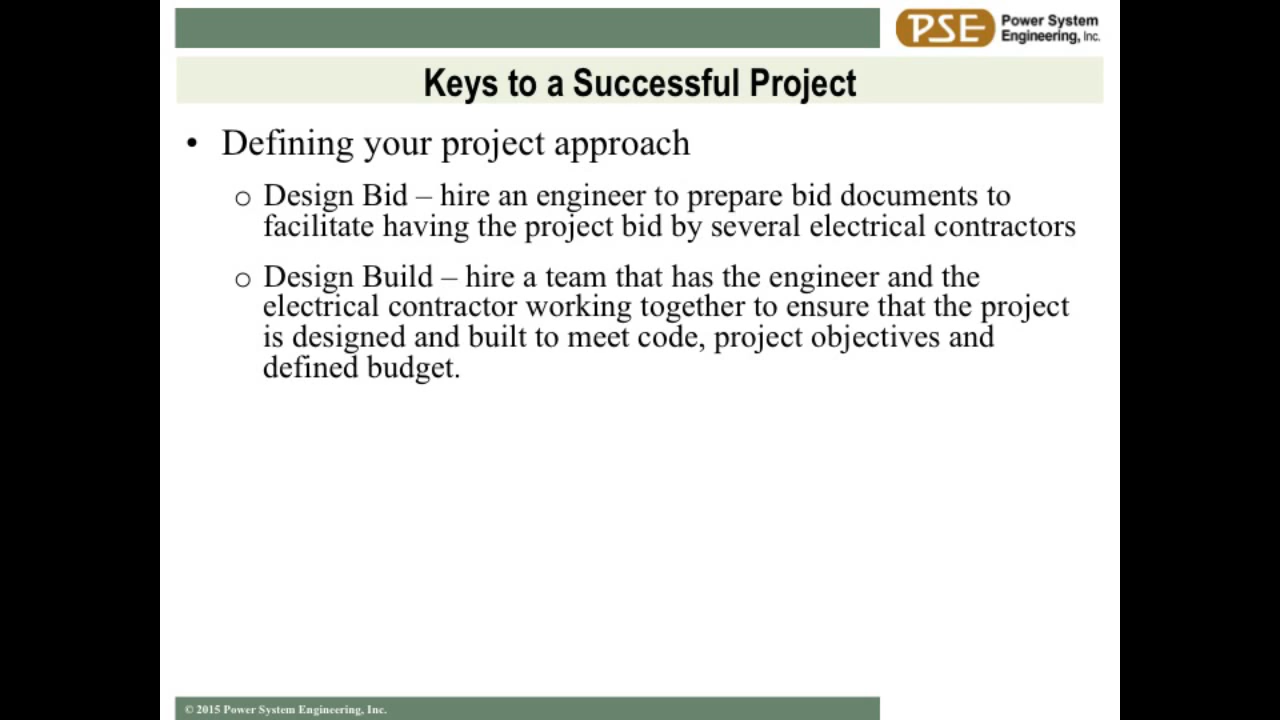 PSE Power System
Engineering, Inc.
Keys to a Successful Project
• Defining your project approach
o Design Bid – hire an engineer to prepare bid documents to
facilitate having the project bid by several electrical contractors
o Design Build – hire a team that has the engineer and the
electrical contractor working together to ensure that the project
is designed and built to meet code, project objectives and
defined budget.
© 2015 Power System Engineering, Inc.